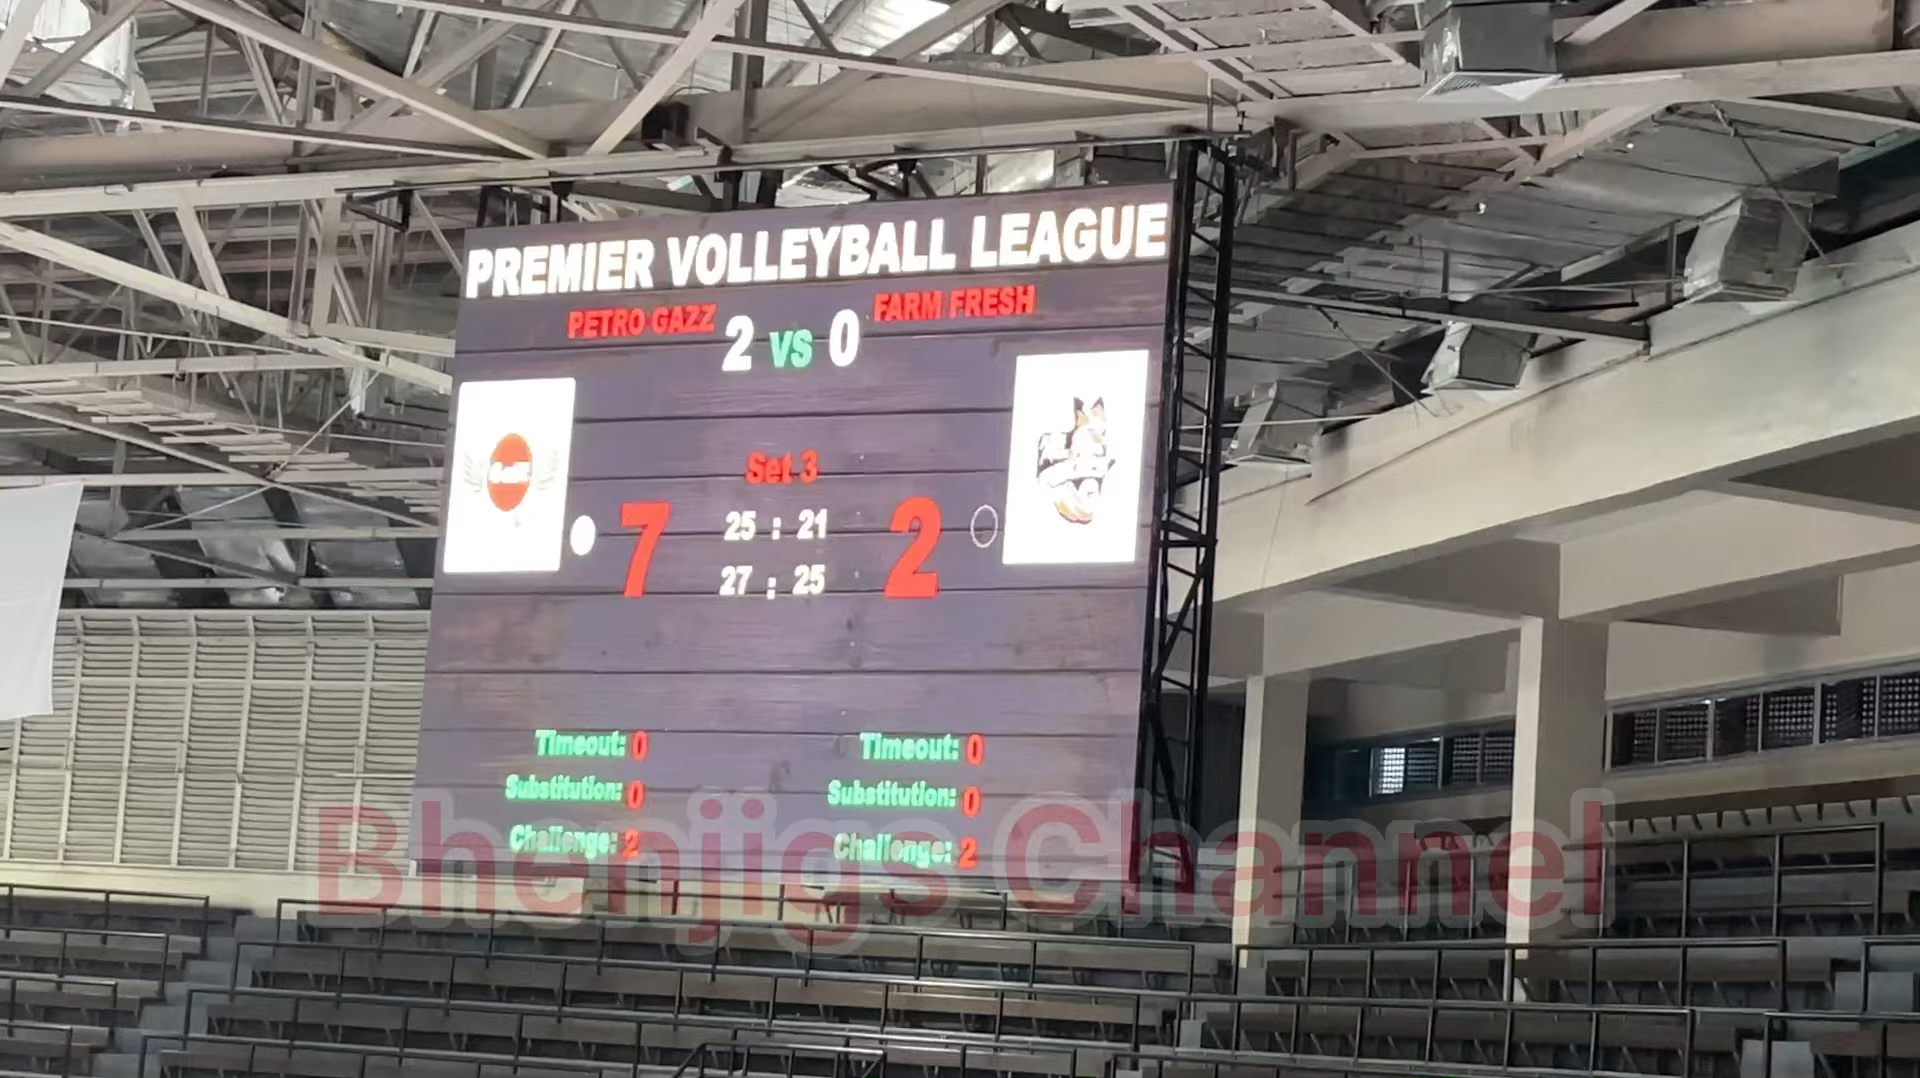 PREMIER VOLLEYBALL LEAGUE
PETRO GAZZ 2 VS 0 FARM FRESH
Set 3
7 25 : 21 2
27 : 25
Timeout: 0 Timeout: 0
Substitution: 0 Substitution: 0
Challenge: 2 Challenge: 2
Bhenjigs Channel